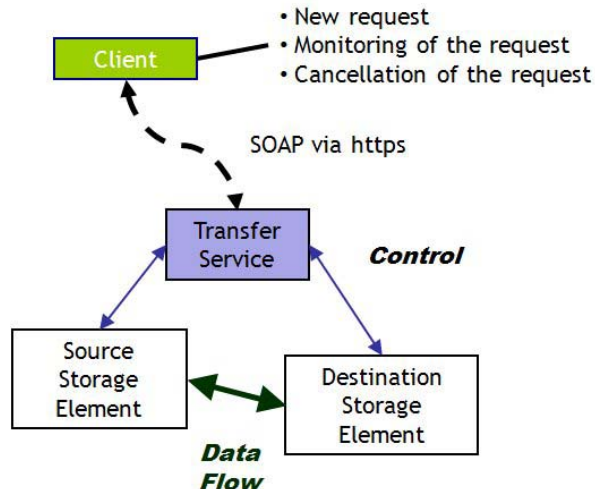 • New request
• Monitoring of the request
• Cancellation of the request
Client
SOAP via https
Transfer
Service
Control
Source
Storage
Element
Destination
Storage
Element
Data
Flow